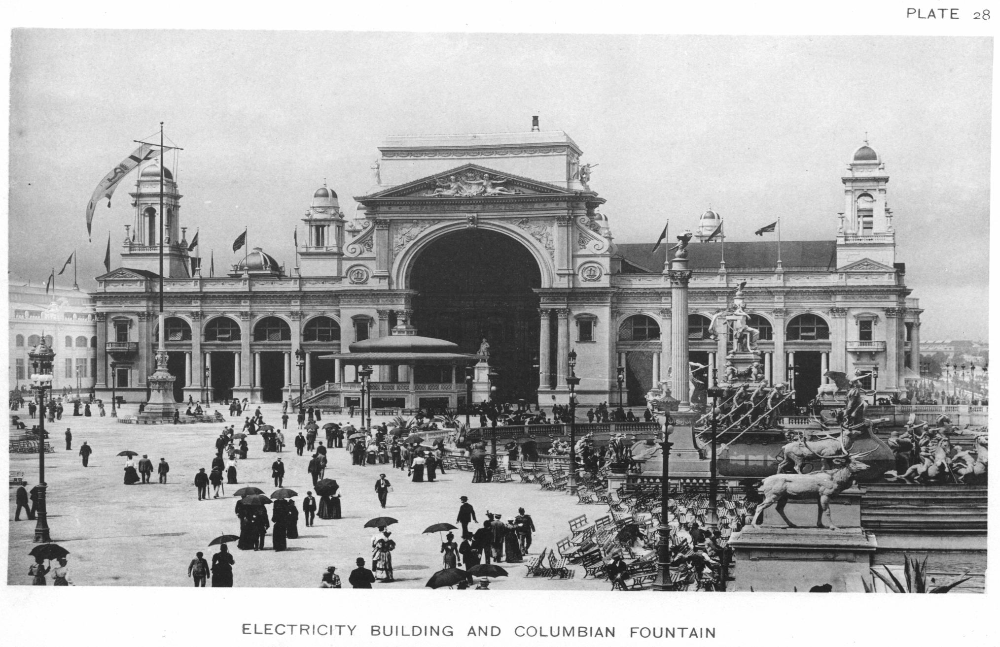 PLATE 28
ELECTRICITY BUILDING AND COLUMBIAN FOUNTAIN